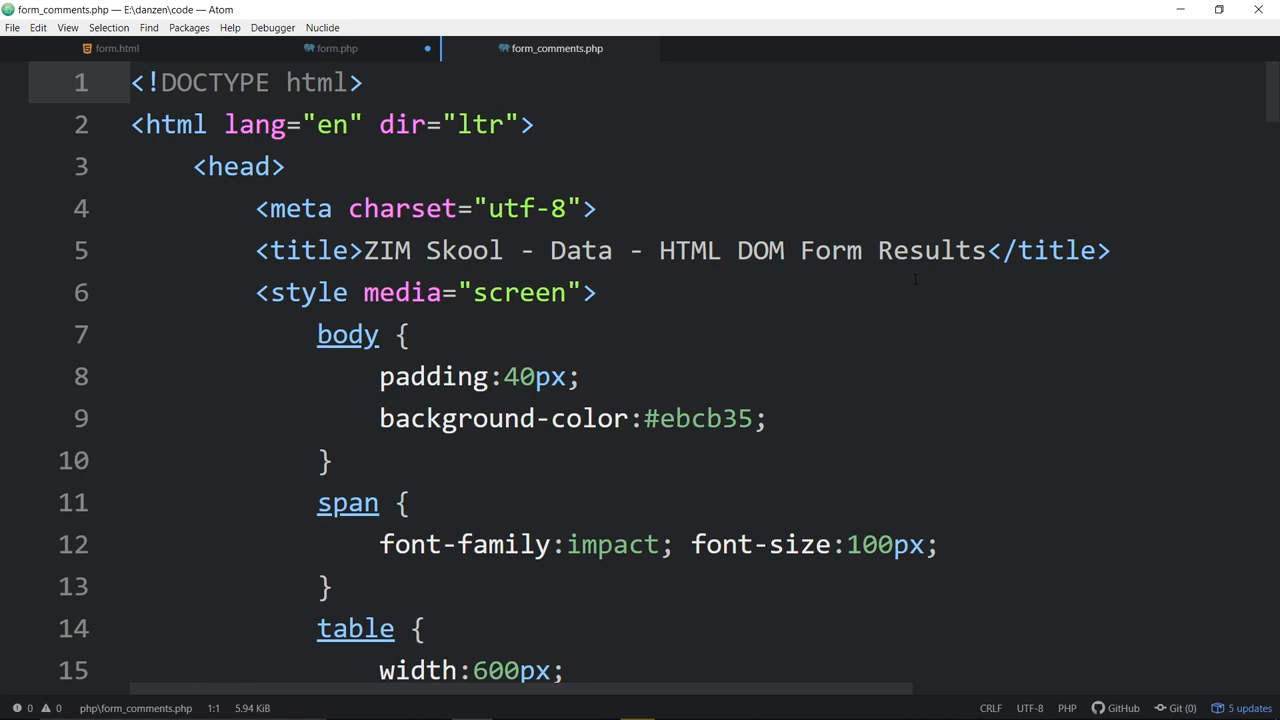 form_comments.php — E:\danzen\code — Atom
File Edit View Selection Find Packages Help Debugger Nuclide
form.html form.php form_comments.php
1 <!DOCTYPE html>
2 <html lang="en" dir="ltr">
3 <head>
4 <meta charset="utf-8">
5 <title>ZIM Skool - Data - HTML DOM Form Results</title>
6 <style media="screen">
7 body {
8 padding:40px;
9 background-color:#ebcb35;
10 }
11 span {
12 font-family:impact; font-size:100px;
13 }
14 table {
15 width:600px;
0 0 php\form_comments.php 1:1 5.94 KiB CRLF UTF-8 PHP GitHub Git (0) 5 updates